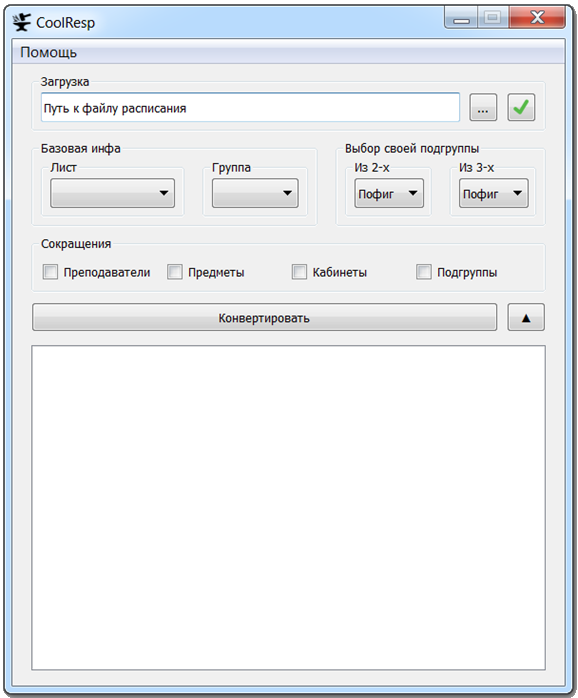 CoolResp
Помощь
Загрузка
Путь к файлу расписания
...
Базовая инфа
Выбор своей подгруппы
Лист
Группа
Из 2-х
Из 3-х
Пофиг
Пофиг
Сокращения
Преподаватели
Предметы
Кабинеты
Подгруппы
Конвертировать
▲